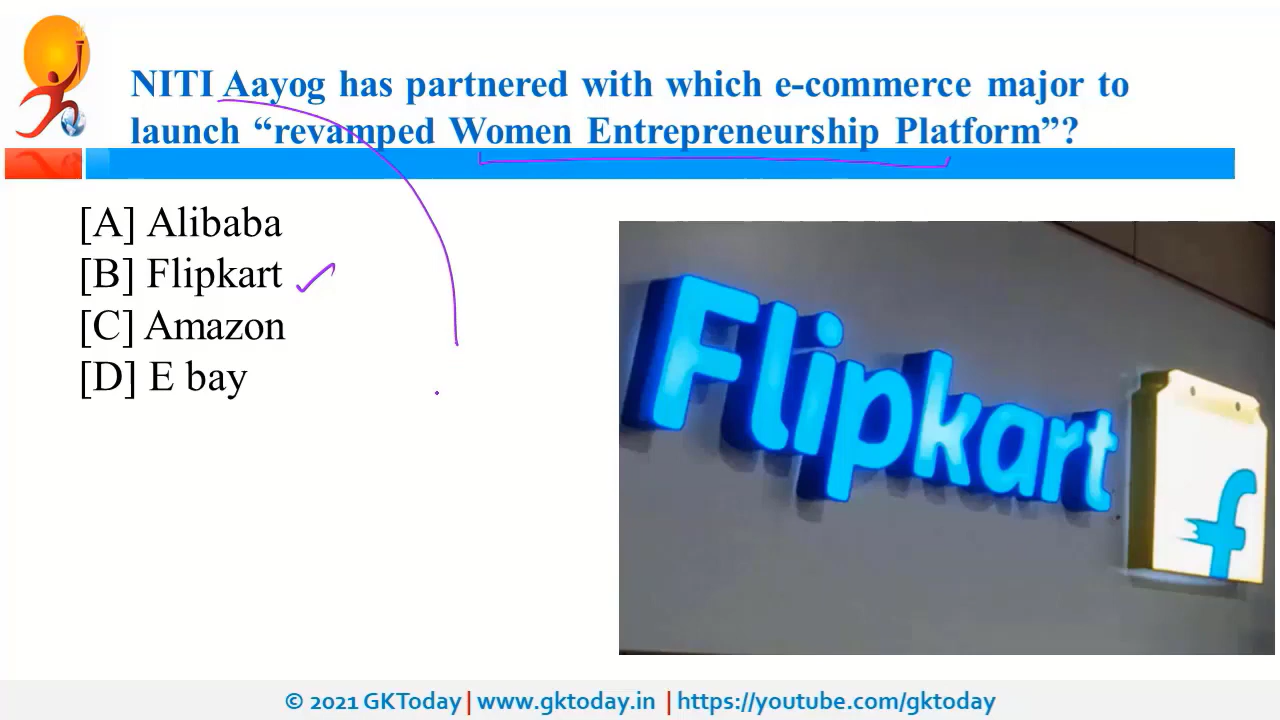 NITI Aayog has partnered with which e-commerce major to
launch “revamped Women Entrepreneurship Platform”?
[A] Alibaba
[B] Flipkart
[C] Amazon
[D] E bay
Flipkart
f
© 2021 GKToday | www.gktoday.in | https://youtube.com/gktoday